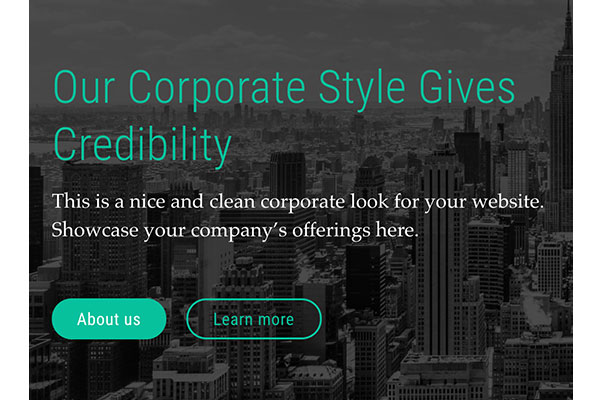 Our Corporate Style Gives
Credibility
This is a nice and clean corporate look for your website.
Showcase your company’s offerings here.
About us
Learn more